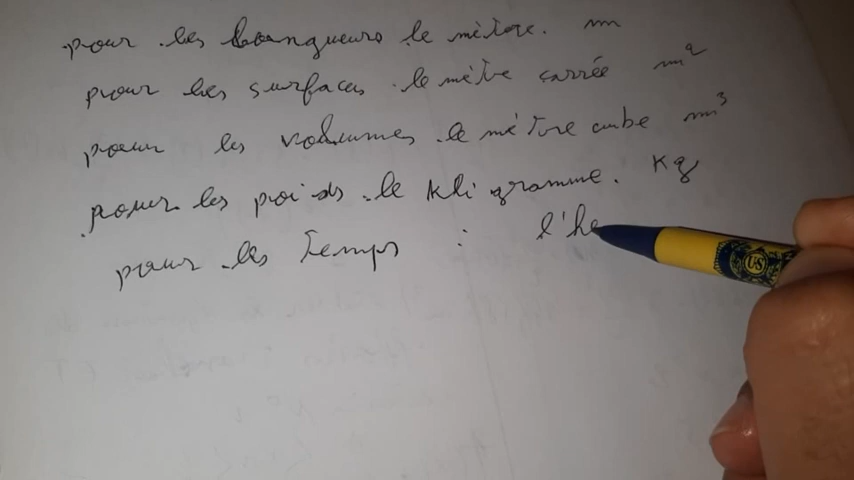 pour les longueurs le mètre. m
pour les surfaces le mètre carrée m²
pour les volumes le mètre cube m³
pour les poids le kligramme. Kg
pour les temps : l'he
U.S